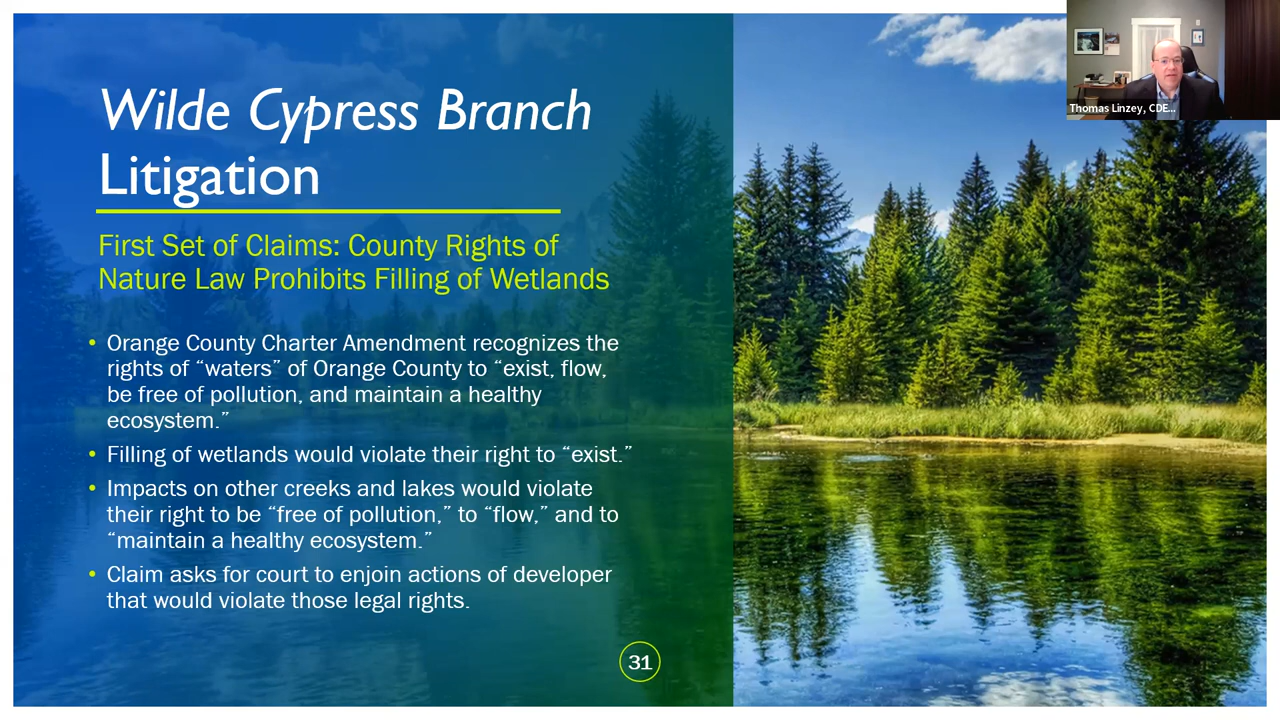 Thomas Linzey, CDE...
Wilde Cypress Branch
Litigation
First Set of Claims: County Rights of
Nature Law Prohibits Filling of Wetlands
• Orange County Charter Amendment recognizes the
rights of “waters” of Orange County to “exist, flow,
be free of pollution, and maintain a healthy
ecosystem.”
• Filling of wetlands would violate their right to “exist.”
• Impacts on other creeks and lakes would violate
their right to be “free of pollution,” to “flow,” and to
“maintain a healthy ecosystem.”
• Claim asks for court to enjoin actions of developer
that would violate those legal rights.
31